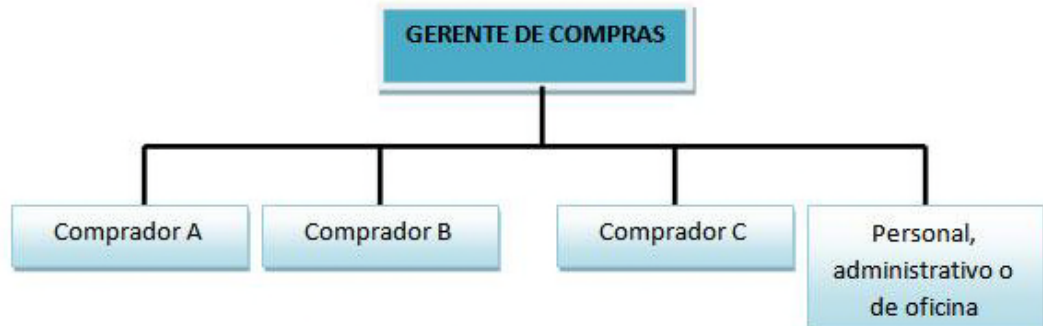 GERENTE DE COMPRAS
Comprador A
Comprador B
Comprador C
Personal,
administrativo o
de oficina